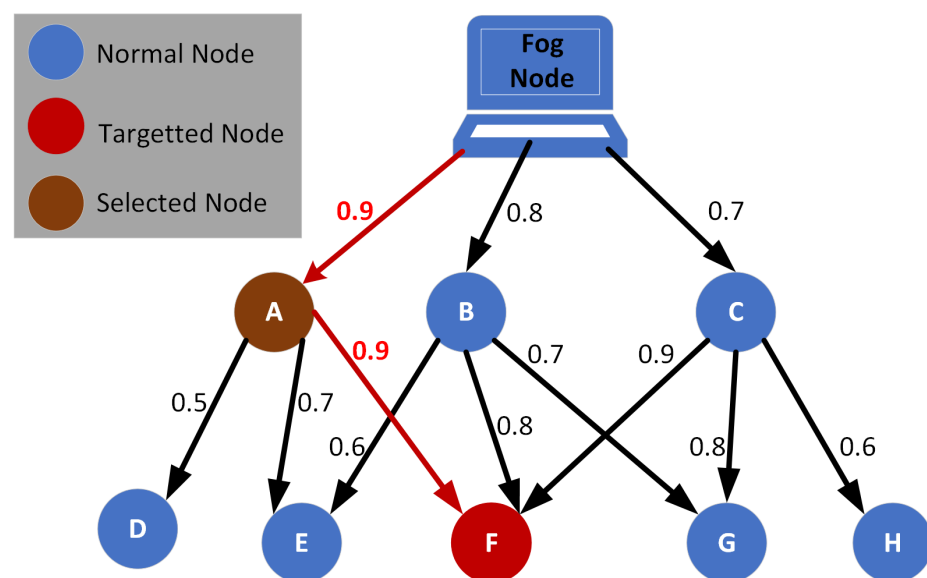 Normal Node
Targetted Node
Selected Node
Fog
Node
0.9
0.8
0.7
A
B
C
0.9
0.7
0.9
0.5
0.7
0.6
0.8
0.8
0.6
D
E
F
G
H